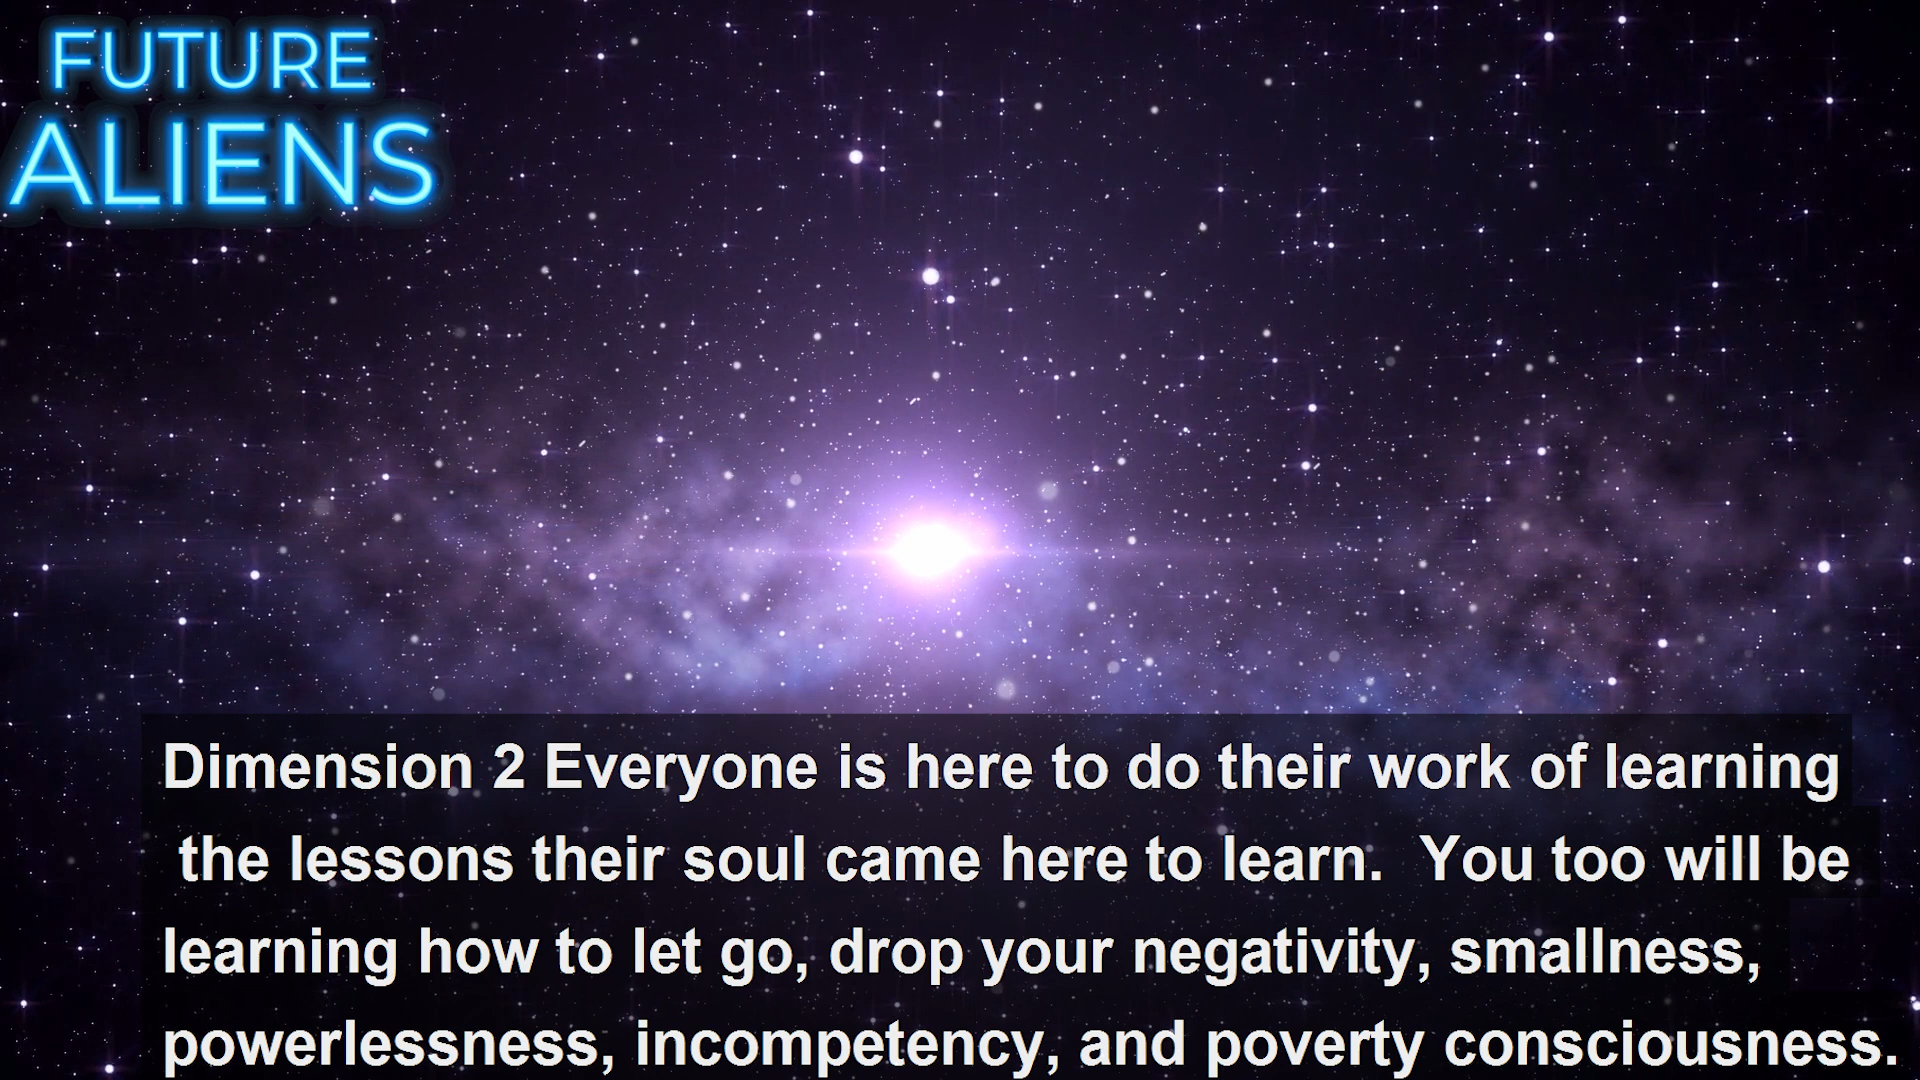 FUTURE
ALIENS
Dimension 2 Everyone is here to do their work of learning
the lessons their soul came here to learn.  You too will be
learning how to let go, drop your negativity, smallness,
powerlessness, incompetency, and poverty consciousness.